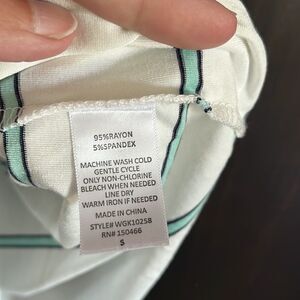 95%RAYON
5%SPANDEX
MACHINE WASH COLD
GENTLE CYCLE
ONLY NON-CHLORINE
BLEACH WHEN NEEDED
LINE DRY
WARM IRON IF NEEDED
MADE IN CHINA
STYLE# WGK10258
RN# 150466
S